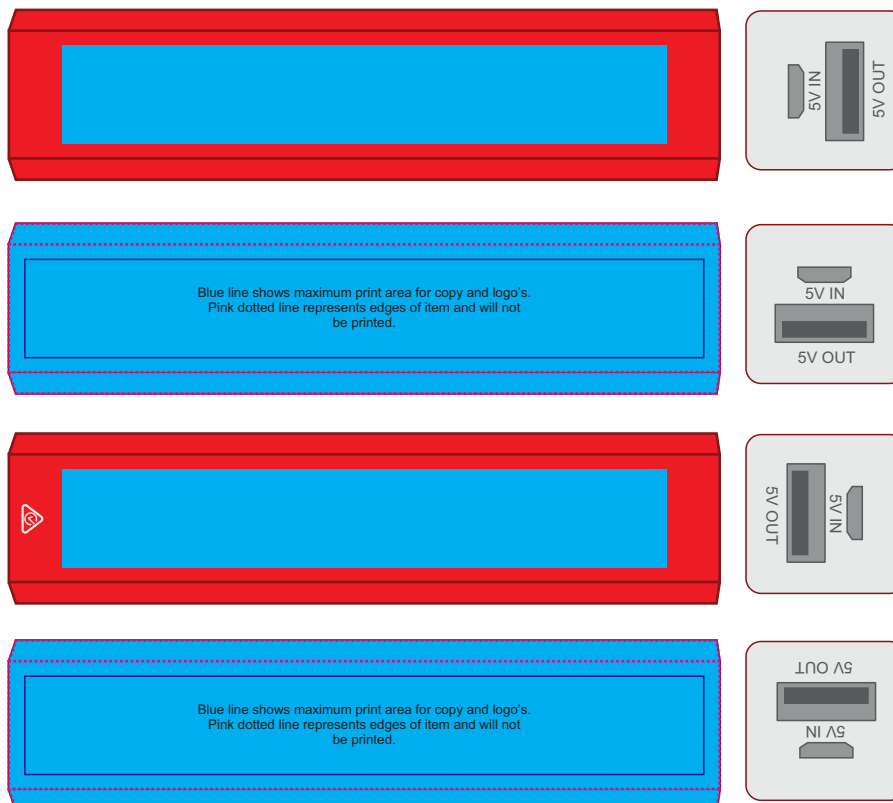 5V IN
5V OUT
Blue line shows maximum print area for copy and logo's.
Pink dotted line represents edges of item and will not
be printed.
5V IN
5V OUT
5V OUT
5V IN
Blue line shows maximum print area for copy and logo's.
Pink dotted line represents edges of item and will not
be printed.
5V OUT
5V IN